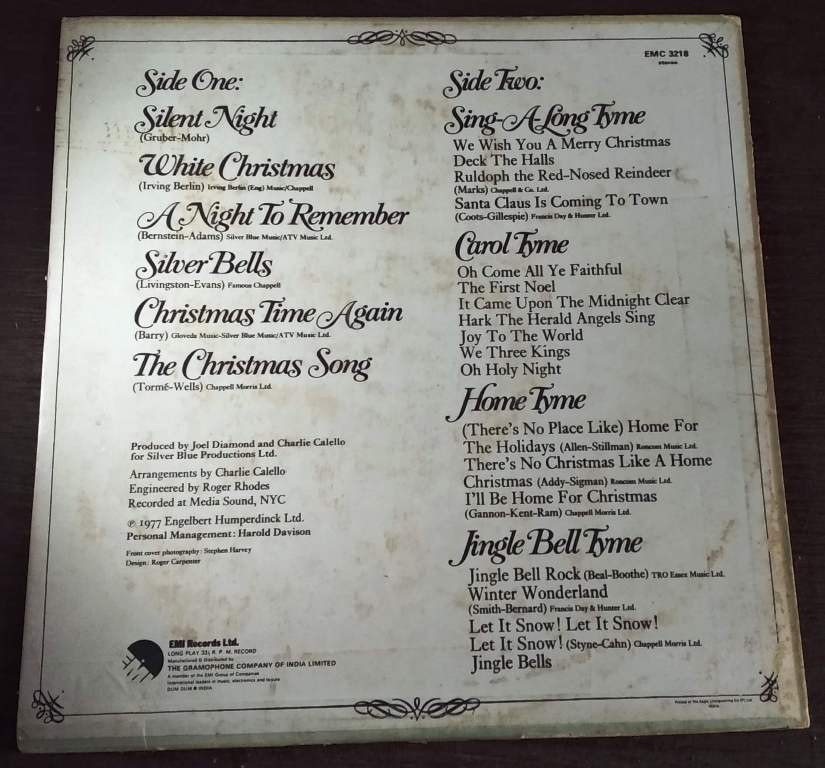 EMC 3218
stereo
Side One:
Silent Night
(Gruber-Mohr)
White Christmas
(Irving Berlin) Irving Berlin (Eng) Music/Chappell
A Night To Remember
(Bernstein-Adams) Silver Blue Music/ATV Music Ltd.
Silver Bells
(Livingston-Evans) Famous Chappell
Christmas Time Again
(Barry) Gloveda Music-Silver Blue Music/ATV Music Ltd.
The Christmas Song
(Tormé-Wells) Chappell Morris Ltd.
Produced by Joel Diamond and Charlie Calello
for Silver Blue Productions Ltd.
Arrangements by Charlie Calello
Engineered by Roger Rhodes
Recorded at Media Sound, NYC
℗ 1977 Engelbert Humperdinck Ltd.
Personal Management: Harold Davison
Front cover photography: Stephen Harvey
Design: Roger Carpenter
EMI Records Ltd.
LONG PLAY 33⅓ R. P. M. RECORD
Manufactured & Distributed by
THE GRAMOPHONE COMPANY OF INDIA LIMITED
A member of the EMI Group of Companies
International leaders in music, electronics and leisure
DUM DUM INDIA
Side Two:
Sing-A-Long Tyme
We Wish You A Merry Christmas
Deck The Halls
Ruldoph the Red-Nosed Reindeer
(Marks) Chappell & Co. Ltd.
Santa Claus Is Coming To Town
(Coots-Gillespie) Francis Day & Hunter Ltd.
Carol Tyme
Oh Come All Ye Faithful
The First Noel
It Came Upon The Midnight Clear
Hark The Herald Angels Sing
Joy To The World
We Three Kings
Oh Holy Night
Home Tyme
(There's No Place Like) Home For
The Holidays (Allen-Stillman) Roncom Music Ltd.
There's No Christmas Like A Home
Christmas (Addy-Sigman) Roncom Music Ltd.
I'll Be Home For Christmas
(Gannon-Kent-Ram) Chappell Morris Ltd.
Jingle Bell Tyme
Jingle Bell Rock (Beal-Boothe) TRO Essex Music Ltd.
Winter Wonderland
(Smith-Bernard) Francis Day & Hunter Ltd.
Let It Snow! Let It Snow!
Let It Snow! (Styne-Cahn) Chappell Morris Ltd.
Jingle Bells